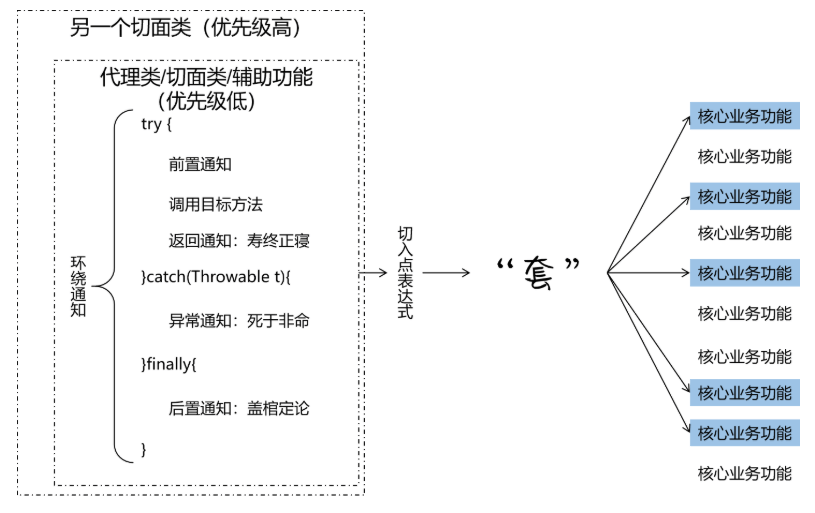 另一个切面类（优先级高）
代理类/切面类/辅助功能
（优先级低）
try {
前置通知
调用目标方法
返回通知：寿终正寝
}catch(Throwable t){
异常通知：死于非命
}finally{
后置通知：盖棺定论
}
环绕通知
切入点表达式
“套”
核心业务功能
核心业务功能
核心业务功能
核心业务功能
核心业务功能
核心业务功能
核心业务功能
核心业务功能
核心业务功能
核心业务功能